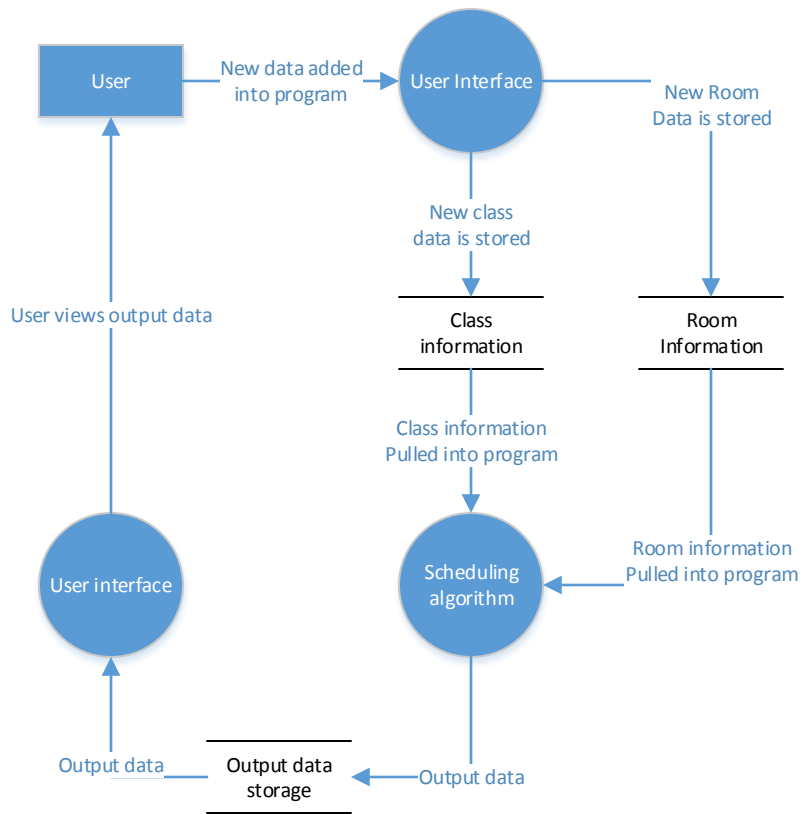 User
New data added
into program
User Interface
New Room
Data is stored
New class
data is stored
User views output data
Class
information
Room
Information
Class information
Pulled into program
User interface
Scheduling
algorithm
Room information
Pulled into program
Output data
Output data
storage
Output data